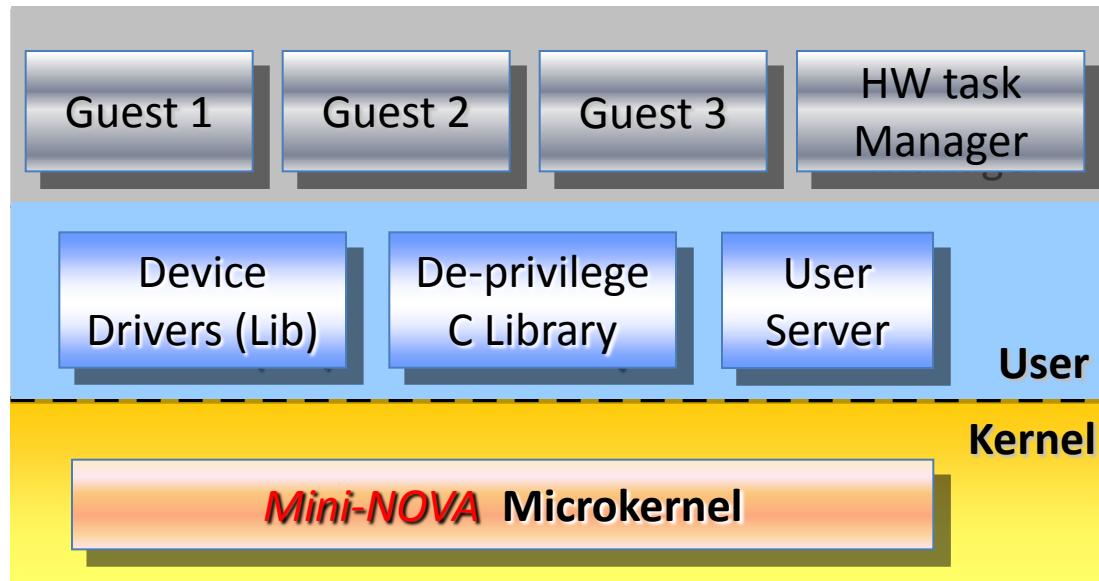 Guest 1
Guest 2
Guest 3
HW task
Manager
Device
Drivers (Lib)
De-privilege
C Library
User
Server
User
Kernel
Mini-NOVA Microkernel